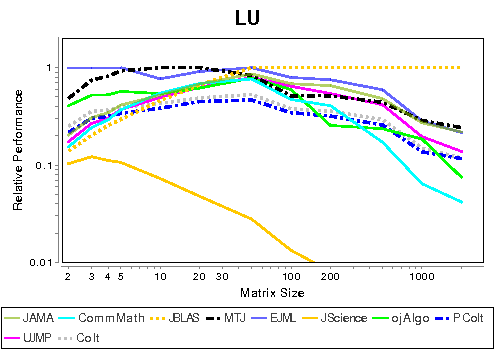 LU
Relative Performance
1
0.1
0.01
2 3 4 5 10 20 30 100 200 1000
Matrix Size
JAMA CommMath JBLAS MTJ EJML JScience ojAlgo PColt
UJMP Colt